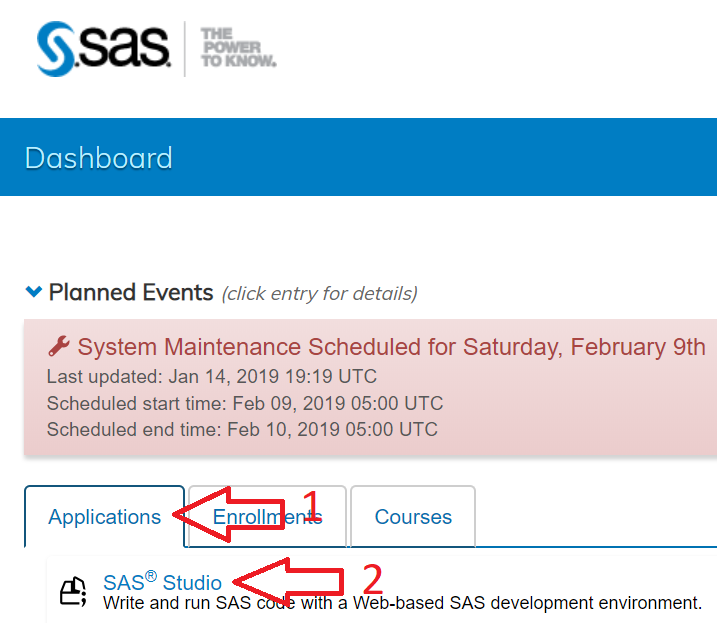 sas
THE
POWER
TO KNOW.
Dashboard
Planned Events (click entry for details)
System Maintenance Scheduled for Saturday, February 9th
Last updated: Jan 14, 2019 19:19 UTC
Scheduled start time: Feb 09, 2019 05:00 UTC
Scheduled end time: Feb 10, 2019 05:00 UTC
Applications 1 Enrollments Courses
SAS® Studio 2
Write and run SAS code with a Web-based SAS development environment.